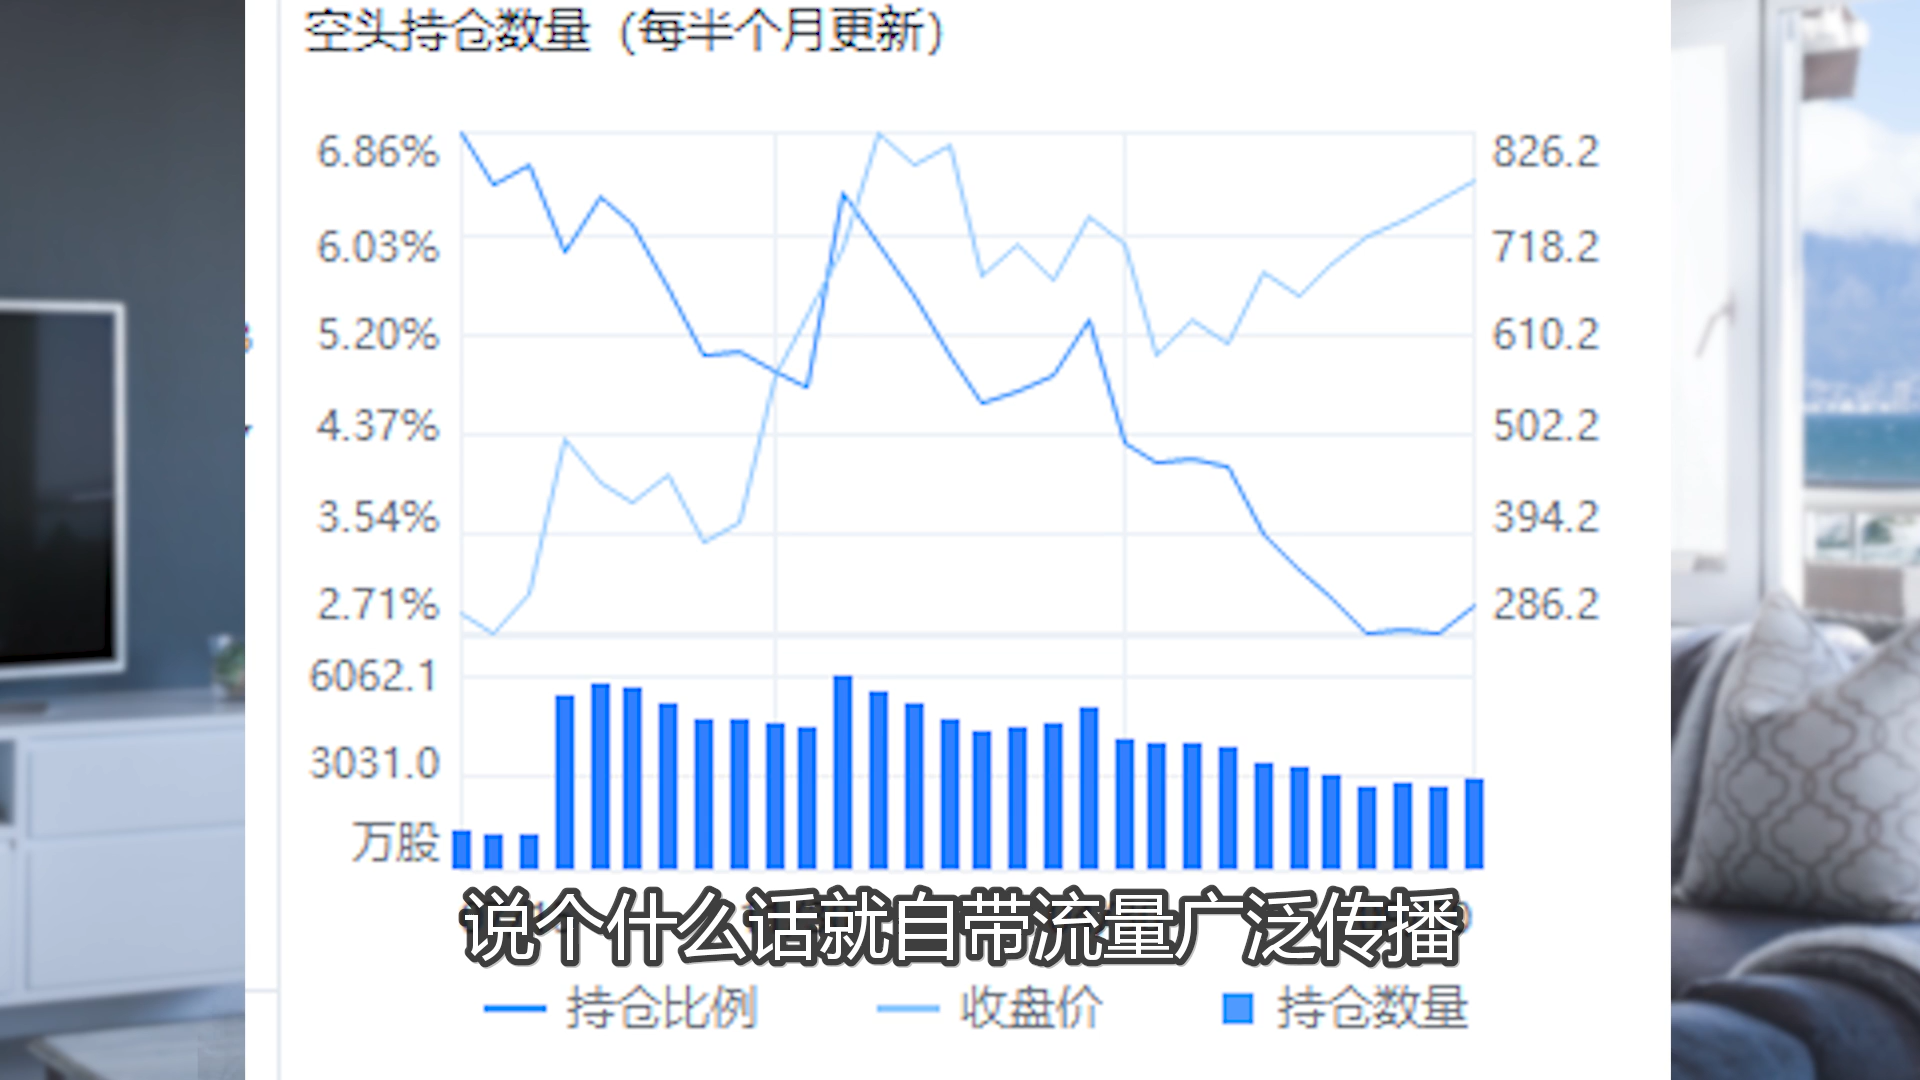 空头持仓数量（每半个月更新）
6.86%
826.2
6.03%
718.2
5.20%
610.2
4.37%
502.2
3.54%
394.2
2.71%
286.2
6062.1
3031.0
万股
说个什么话就自带流量广泛传播
持仓比例
收盘价
持仓数量